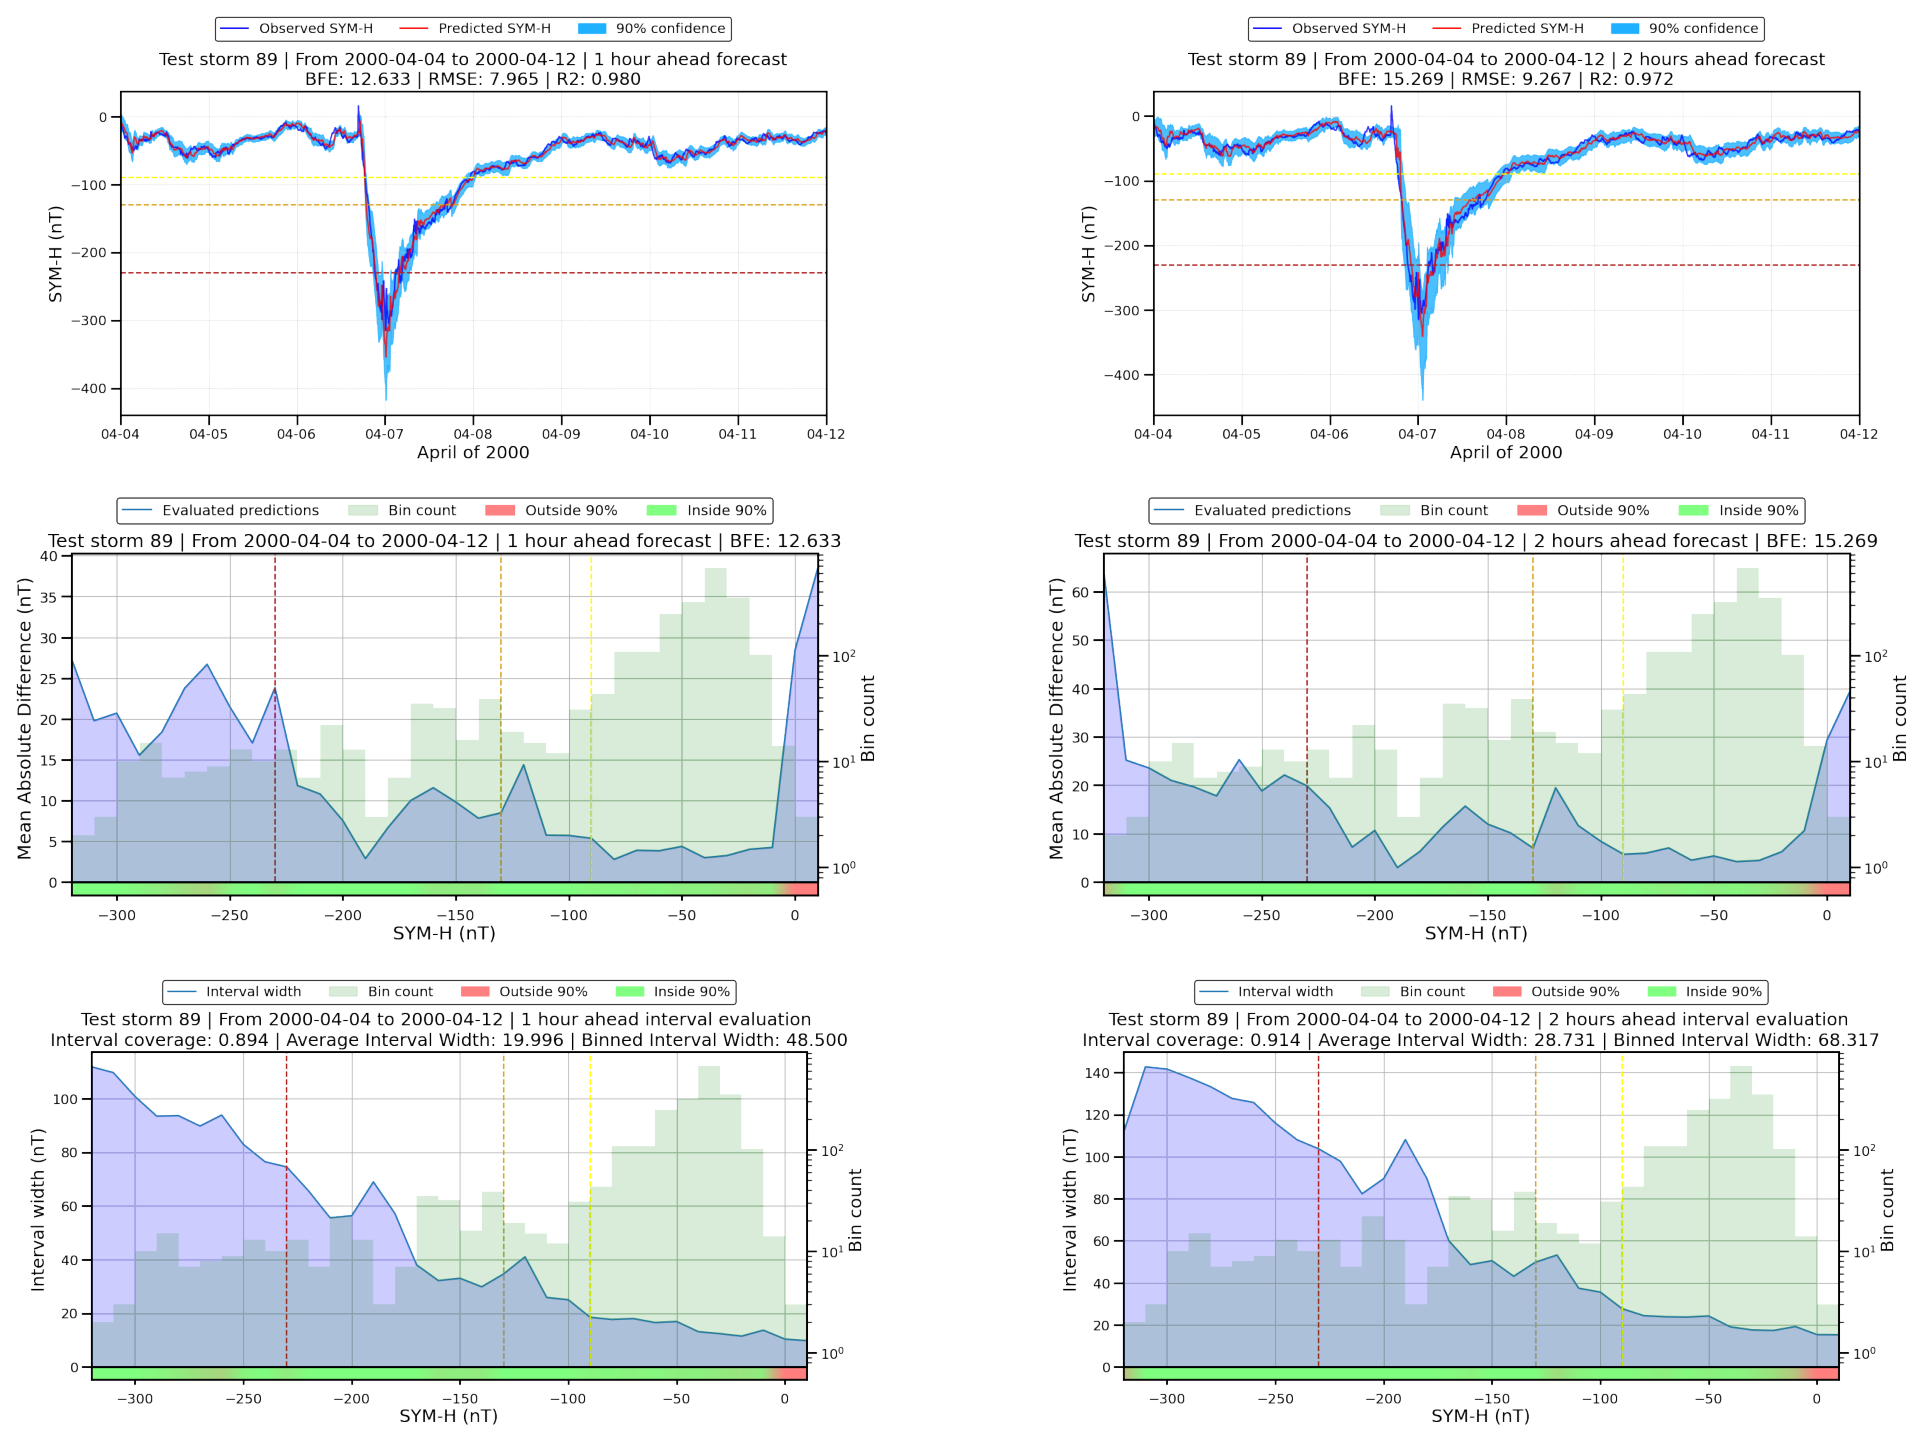 Observed SYM-H Predicted SYM-H 90% confidence
Test storm 89 | From 2000-04-04 to 2000-04-12 | 1 hour ahead forecast
BFE: 12.633 | RMSE: 7.965 | R2: 0.980
0
−100
−200
−300
−400
SYM-H (nT)
04-04 04-05 04-06 04-07 04-08 04-09 04-10 04-11 04-12
April of 2000
Observed SYM-H Predicted SYM-H 90% confidence
Test storm 89 | From 2000-04-04 to 2000-04-12 | 2 hours ahead forecast
BFE: 15.269 | RMSE: 9.267 | R2: 0.972
0
−100
−200
−300
−400
SYM-H (nT)
04-04 04-05 04-06 04-07 04-08 04-09 04-10 04-11 04-12
April of 2000
Evaluated predictions Bin count Outside 90% Inside 90%
Test storm 89 | From 2000-04-04 to 2000-04-12 | 1 hour ahead forecast | BFE: 12.633
40
35
30
25
20
15
10
5
0
Mean Absolute Difference (nT)
10²
10¹
10⁰
Bin count
−300 −250 −200 −150 −100 −50 0
SYM-H (nT)
Evaluated predictions Bin count Outside 90% Inside 90%
Test storm 89 | From 2000-04-04 to 2000-04-12 | 2 hours ahead forecast | BFE: 15.269
60
50
40
30
20
10
0
Mean Absolute Difference (nT)
10²
10¹
10⁰
Bin count
−300 −250 −200 −150 −100 −50 0
SYM-H (nT)
Interval width Bin count Outside 90% Inside 90%
Test storm 89 | From 2000-04-04 to 2000-04-12 | 1 hour ahead interval evaluation
Interval coverage: 0.894 | Average Interval Width: 19.996 | Binned Interval Width: 48.500
100
80
60
40
20
0
Interval width (nT)
10²
10¹
10⁰
Bin count
−300 −250 −200 −150 −100 −50 0
SYM-H (nT)
Interval width Bin count Outside 90% Inside 90%
Test storm 89 | From 2000-04-04 to 2000-04-12 | 2 hours ahead interval evaluation
Interval coverage: 0.914 | Average Interval Width: 28.731 | Binned Interval Width: 68.317
140
120
100
80
60
40
20
0
Interval width (nT)
10²
10¹
10⁰
Bin count
−300 −250 −200 −150 −100 −50 0
SYM-H (nT)